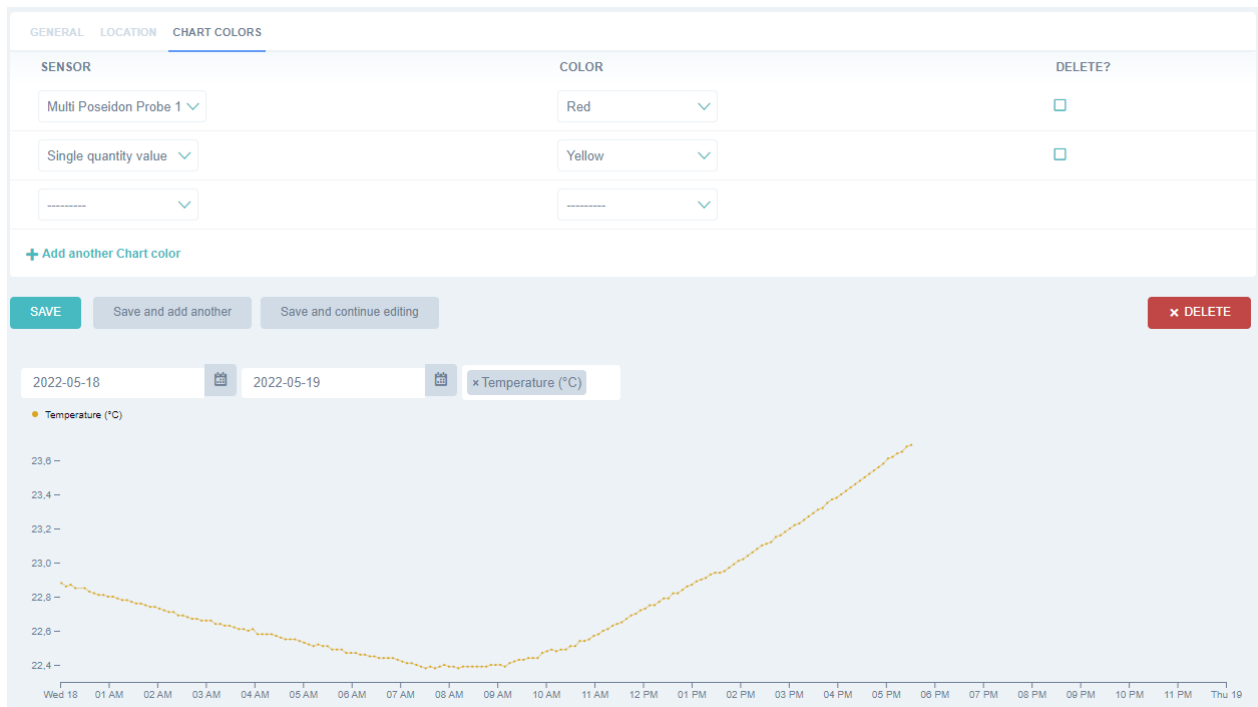 GENERAL LOCATION CHART COLORS
SENSOR COLOR DELETE?
Multi Poseidon Probe 1 Red
Single quantity value Yellow
--------- ---------
+ Add another Chart color
SAVE Save and add another Save and continue editing × DELETE
2022-05-18 2022-05-19 × Temperature (°C)
Temperature (°C)
23,6
23,4
23,2
23,0
22,8
22,6
22,4
Wed 18 01 AM 02 AM 03 AM 04 AM 05 AM 06 AM 07 AM 08 AM 09 AM 10 AM 11 AM 12 PM 01 PM 02 PM 03 PM 04 PM 05 PM 06 PM 07 PM 08 PM 09 PM 10 PM 11 PM Thu 19